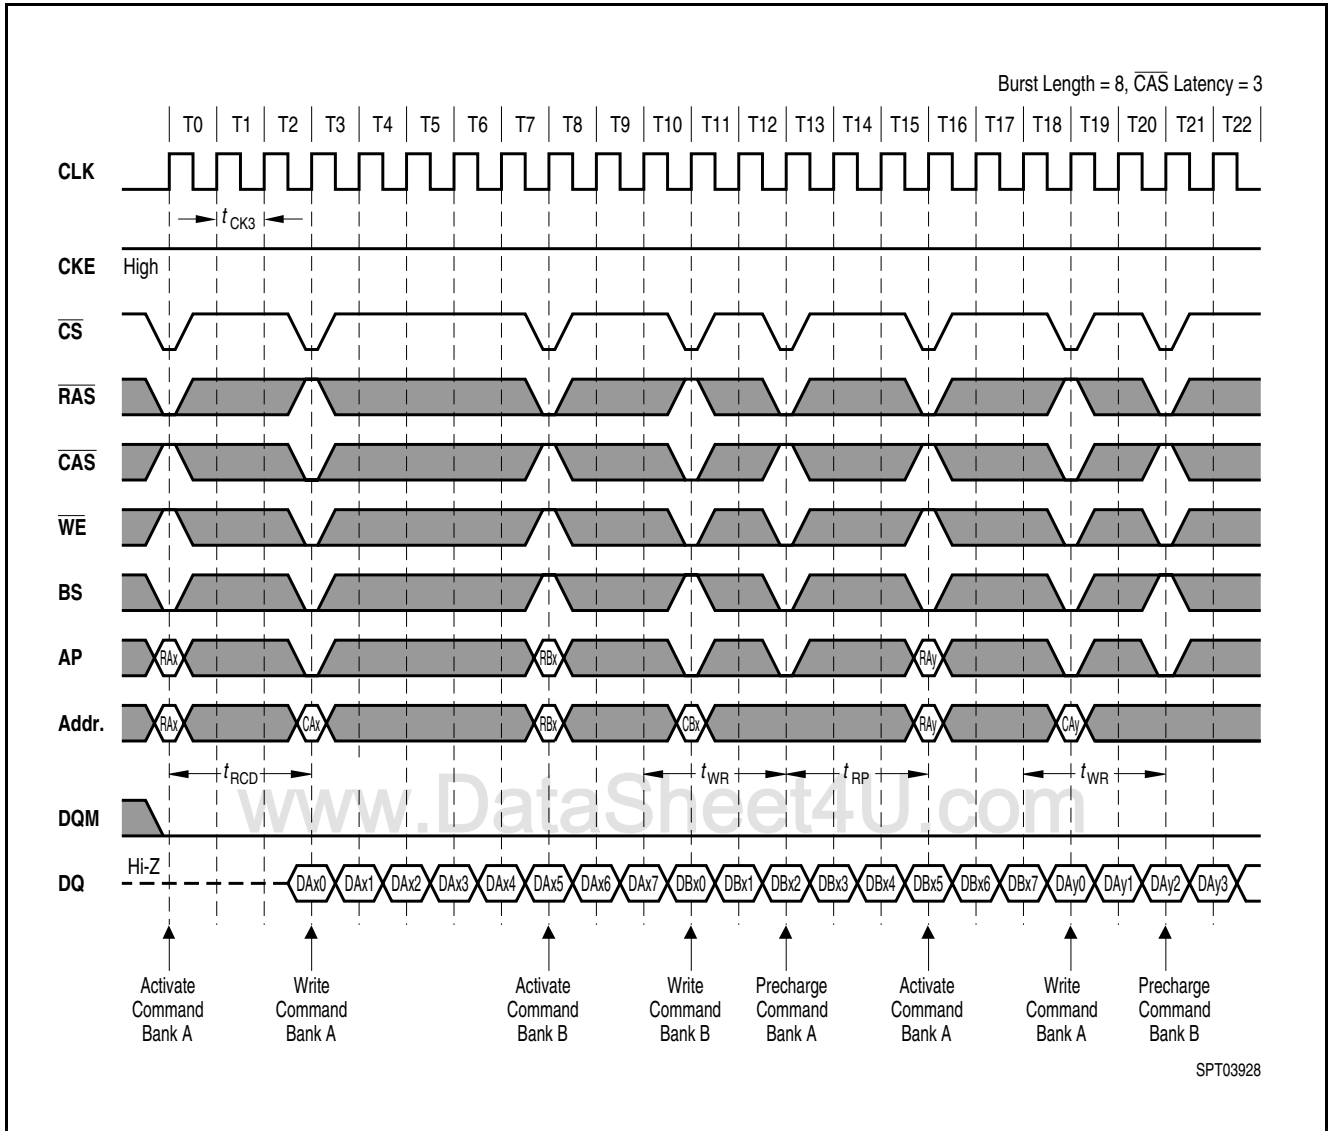 Burst Length = 8, CAS Latency = 3
T0 T1 T2 T3 T4 T5 T6 T7 T8 T9 T10 T11 T12 T13 T14 T15 T16 T17 T18 T19 T20 T21 T22
CLK
tCK3
CKE High
CS
RAS
CAS
WE
BS
AP RAx RBx RAy
Addr. RAx CAx RBx CBx RAy CAy
tRCD tWR tRP tWR
www.DataSheet4U.com
DQM
Hi-Z
DQ DAx0 DAx1 DAx2 DAx3 DAx4 DAx5 DAx6 DAx7 DBx0 DBx1 DBx2 DBx3 DBx4 DBx5 DBx6 DBx7 DAy0 DAy1 DAy2 DAy3
Activate Write Activate Write Precharge Activate Write Precharge
Command Command Command Command Command Command Command Command
Bank A Bank A Bank B Bank B Bank A Bank A Bank A Bank B
SPT03928